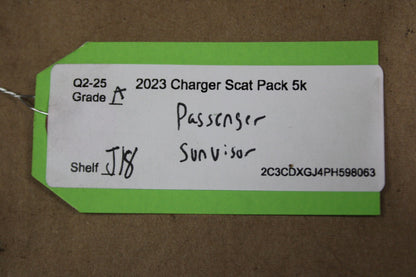 Q2-25 2023 Charger Scat Pack 5k
Grade A
Passenger
Sunvisor
Shelf J18
2C3CDXGJ4PH598063